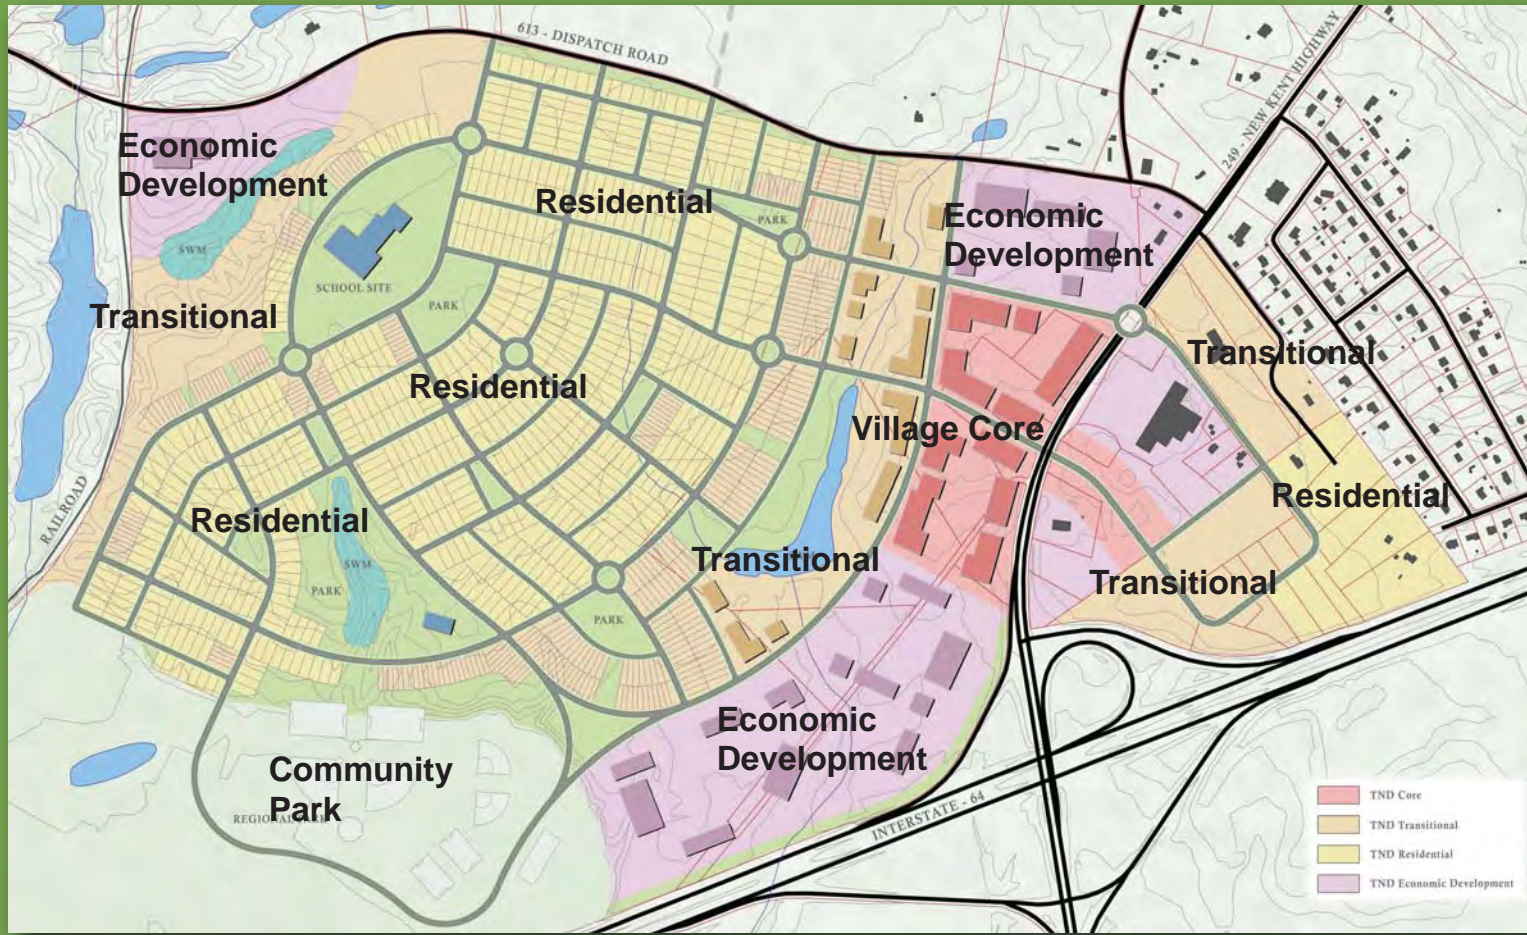 613 - DISPATCH ROAD
249 - NEW KENT HIGHWAY
Economic
Development
SWM
Residential
PARK
Economic
Development
SCHOOL SITE
PARK
Transitional
Transitional
Residential
Village Core
RAILROAD
Residential
Residential
SWM
PARK
Transitional
Transitional
PARK
Economic
Development
Community
Park
REGIONAL
INTERSTATE - 64
TND Core
TND Transitional
TND Residential
TND Economic Development